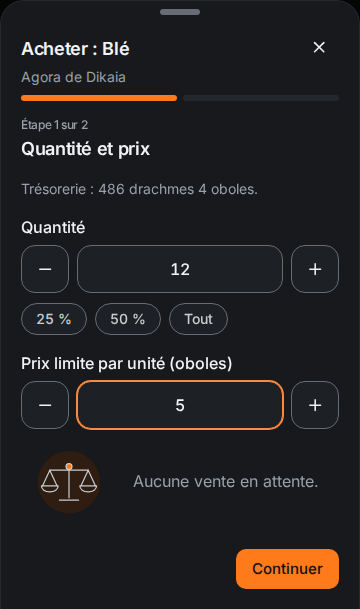 Acheter : Blé
Agora de Dikaia
Étape 1 sur 2
Quantité et prix
Trésorerie : 486 drachmes 4 oboles.
Quantité
12
25 %
50 %
Tout
Prix limite par unité (oboles)
5
Aucune vente en attente.
Continuer